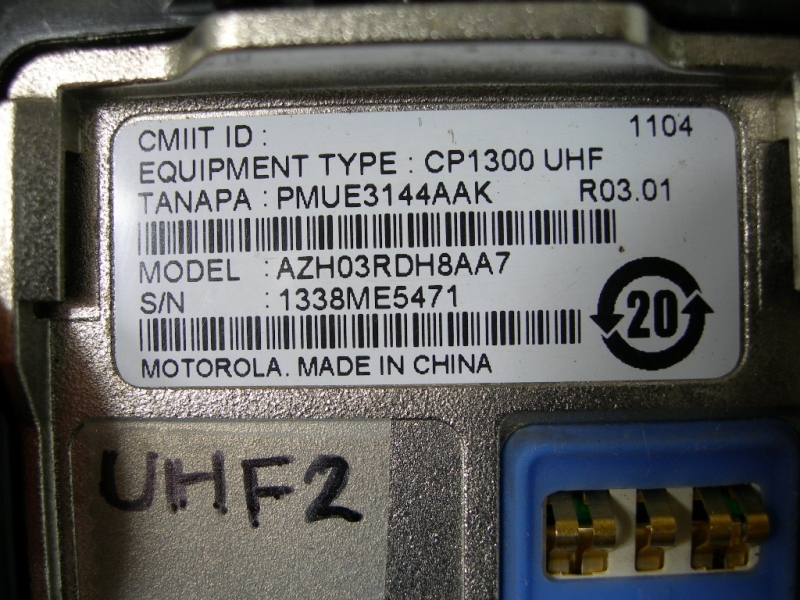 CMIIT ID : 1104
EQUIPMENT TYPE : CP1300 UHF
TANAPA : PMUE3144AAK R03.01
MODEL : AZH03RDH8AA7
S/N : 1338ME5471
20
MOTOROLA. MADE IN CHINA
UHF2